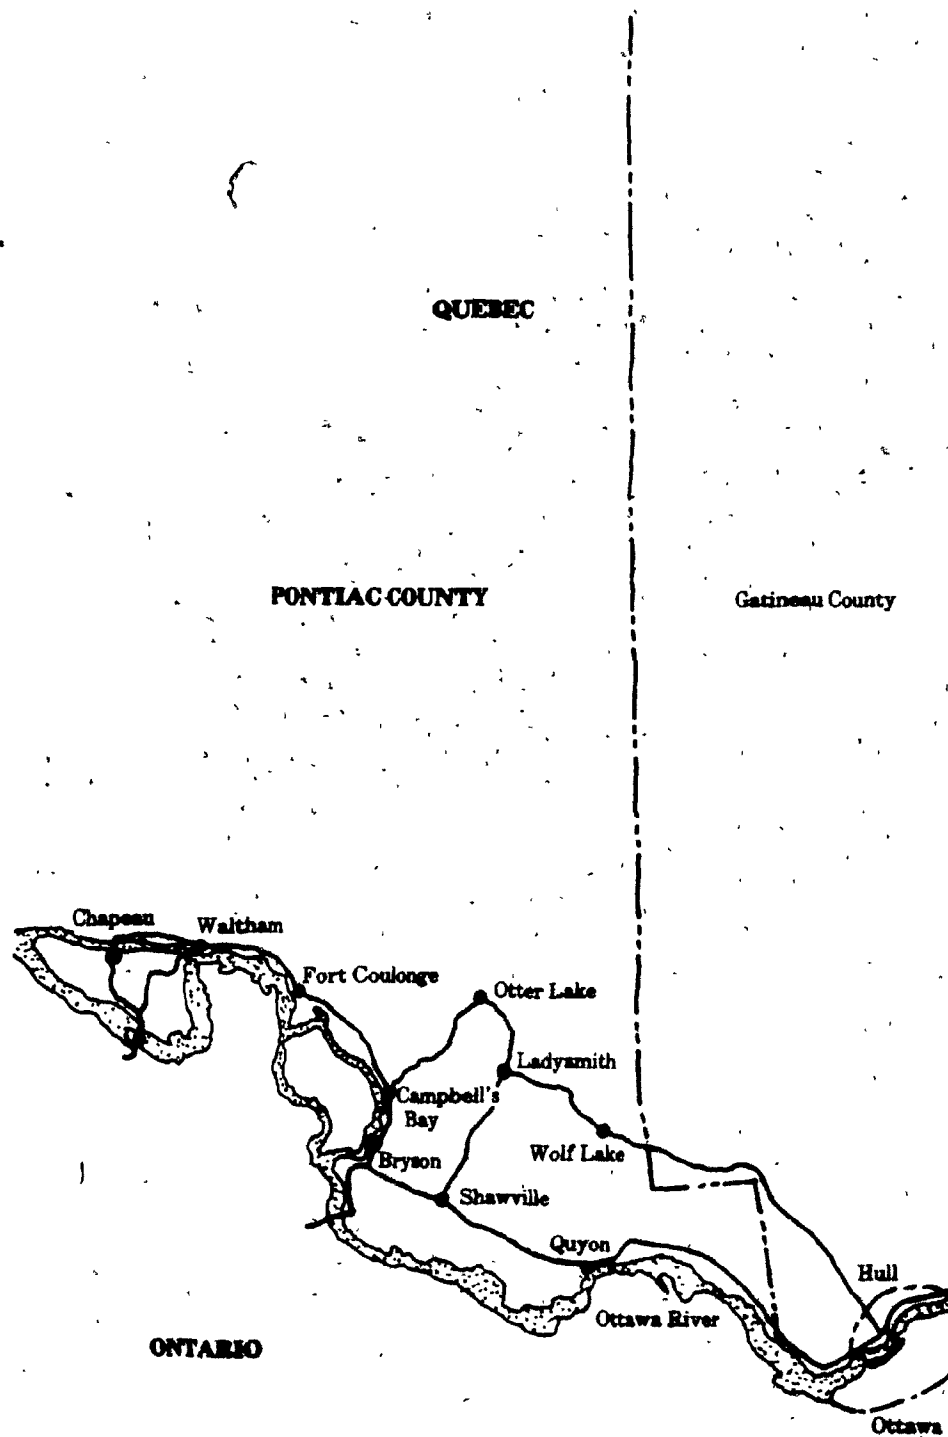 QUEBEC
PONTIAC COUNTY
Gatineau County
Chapeau
Waltham
Fort Coulonge
Otter Lake
Ladysmith
Campbell's
Bay
Wolf Lake
Bryson
Shawville
Quyon
Hull
Ottawa River
ONTARIO
Ottawa